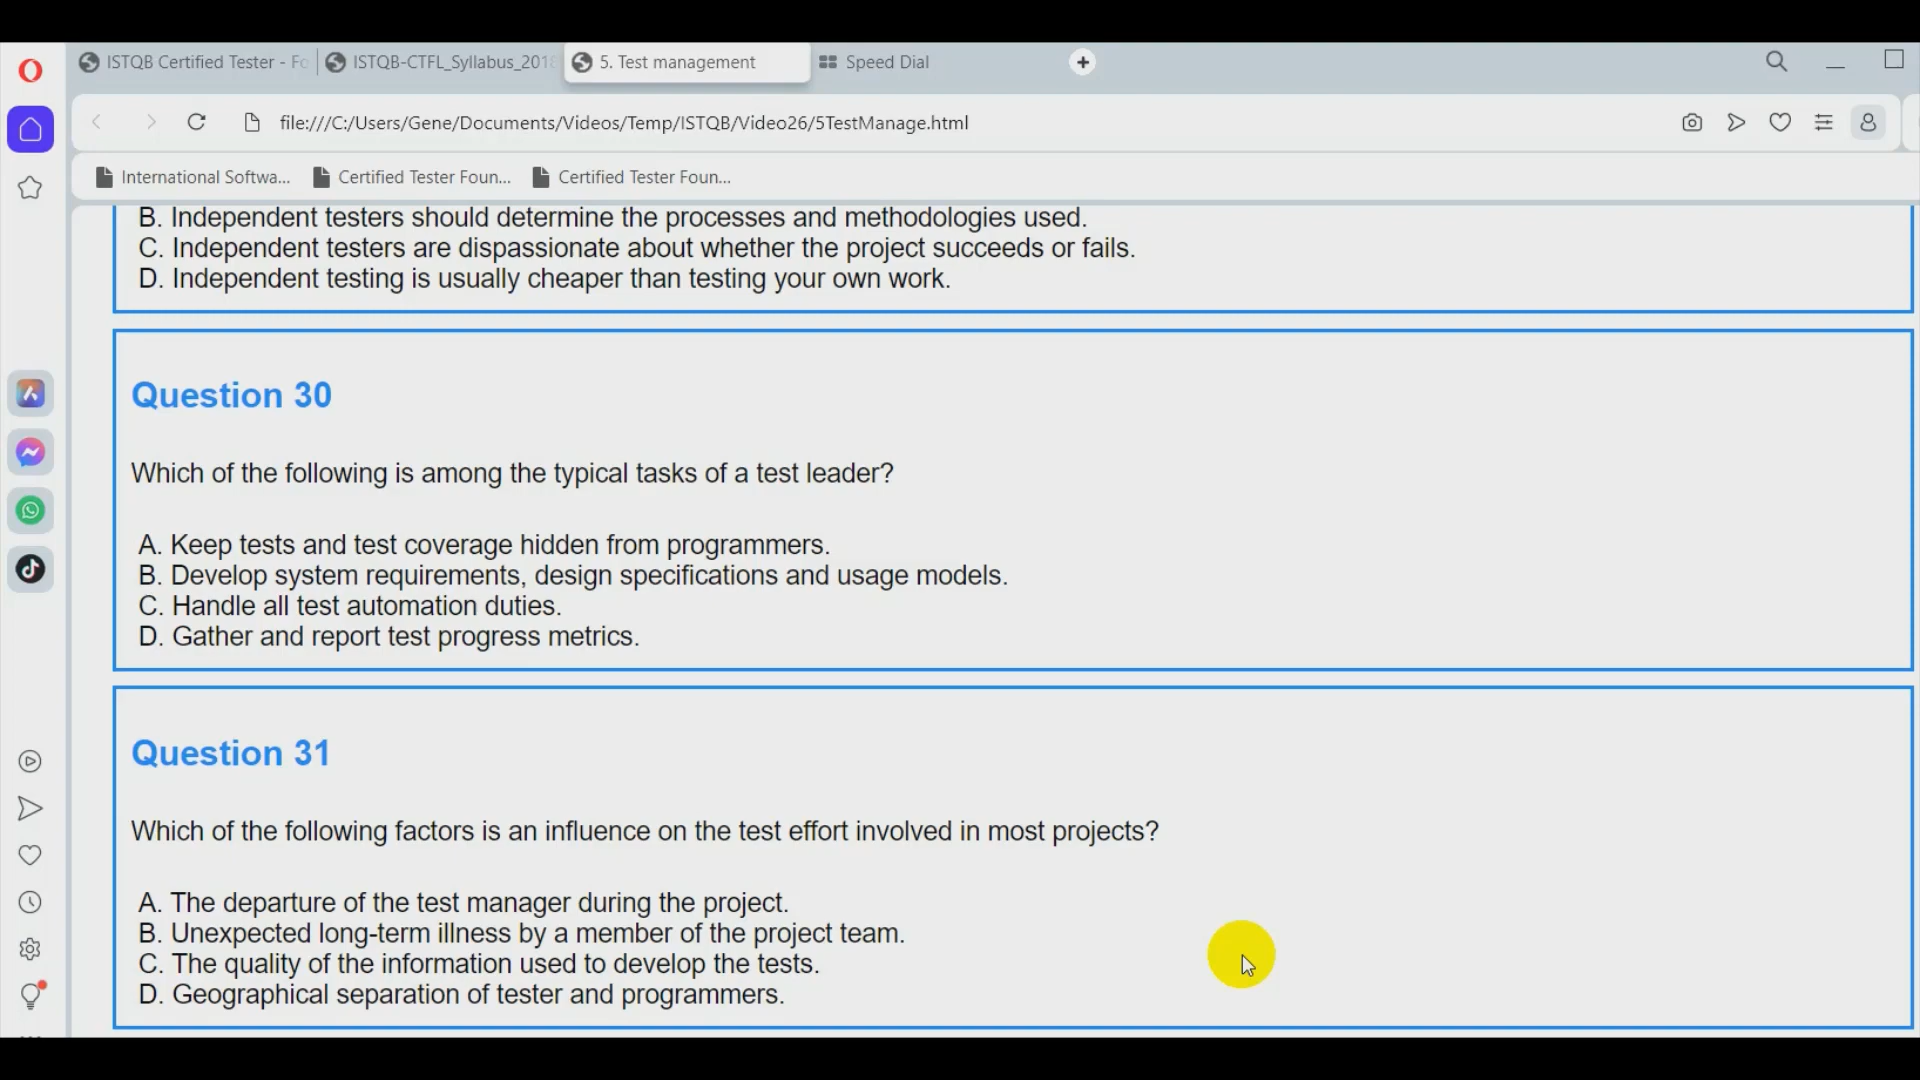 ISTQB Certified Tester - Fo
ISTQB-CTFL_Syllabus_2018
5. Test management
Speed Dial
file:///C:/Users/Gene/Documents/Videos/Temp/ISTQB/Video26/5TestManage.html
International Softwa...
Certified Tester Foun...
Certified Tester Foun...
B. Independent testers should determine the processes and methodologies used.
C. Independent testers are dispassionate about whether the project succeeds or fails.
D. Independent testing is usually cheaper than testing your own work.
Question 30
Which of the following is among the typical tasks of a test leader?
A. Keep tests and test coverage hidden from programmers.
B. Develop system requirements, design specifications and usage models.
C. Handle all test automation duties.
D. Gather and report test progress metrics.
Question 31
Which of the following factors is an influence on the test effort involved in most projects?
A. The departure of the test manager during the project.
B. Unexpected long-term illness by a member of the project team.
C. The quality of the information used to develop the tests.
D. Geographical separation of tester and programmers.